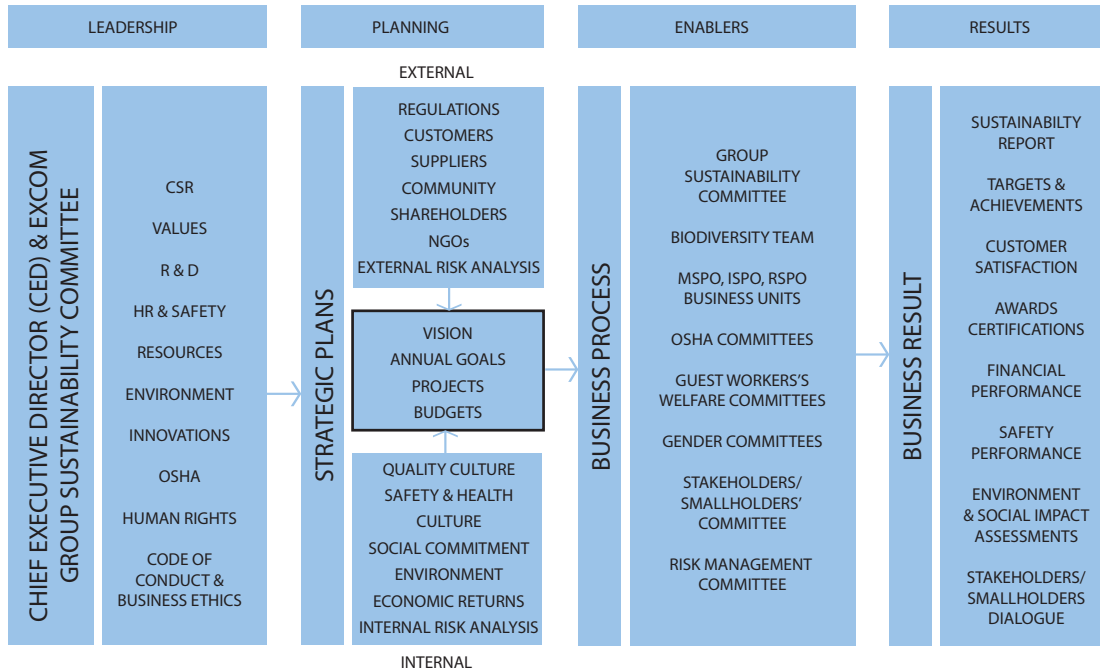 LEADERSHIP
PLANNING
ENABLERS
RESULTS
CHIEF EXECUTIVE DIRECTOR (CED) & EXCOM
GROUP SUSTAINABILITY COMMITTEE
CSR
VALUES
R & D
HR & SAFETY
RESOURCES
ENVIRONMENT
INNOVATIONS
OSHA
HUMAN RIGHTS
CODE OF
CONDUCT &
BUSINESS ETHICS
STRATEGIC PLANS
EXTERNAL
REGULATIONS
CUSTOMERS
SUPPLIERS
COMMUNITY
SHAREHOLDERS
NGOs
EXTERNAL RISK ANALYSIS
VISION
ANNUAL GOALS
PROJECTS
BUDGETS
QUALITY CULTURE
SAFETY & HEALTH
CULTURE
SOCIAL COMMITMENT
ENVIRONMENT
ECONOMIC RETURNS
INTERNAL RISK ANALYSIS
INTERNAL
BUSINESS PROCESS
GROUP
SUSTAINABILITY
COMMITTEE
BIODIVERSITY TEAM
MSPO, ISPO, RSPO
BUSINESS UNITS
OSHA COMMITTEES
GUEST WORKERS'S
WELFARE COMMITTEES
GENDER COMMITTEES
STAKEHOLDERS/
SMALLHOLDERS'
COMMITTEE
RISK MANAGEMENT
COMMITTEE
BUSINESS RESULT
SUSTAINABILTY
REPORT
TARGETS &
ACHIEVEMENTS
CUSTOMER
SATISFACTION
AWARDS
CERTIFICATIONS
FINANCIAL
PERFORMANCE
SAFETY
PERFORMANCE
ENVIRONMENT
& SOCIAL IMPACT
ASSESSMENTS
STAKEHOLDERS/
SMALLHOLDERS
DIALOGUE